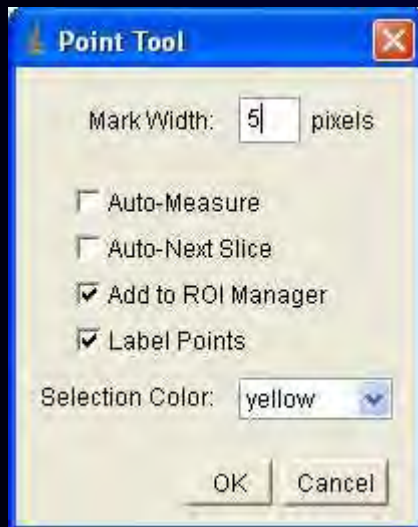 Point Tool
Mark Width: 5 pixels
Auto-Measure
Auto-Next Slice
Add to ROI Manager
Label Points
Selection Color: yellow
OK Cancel